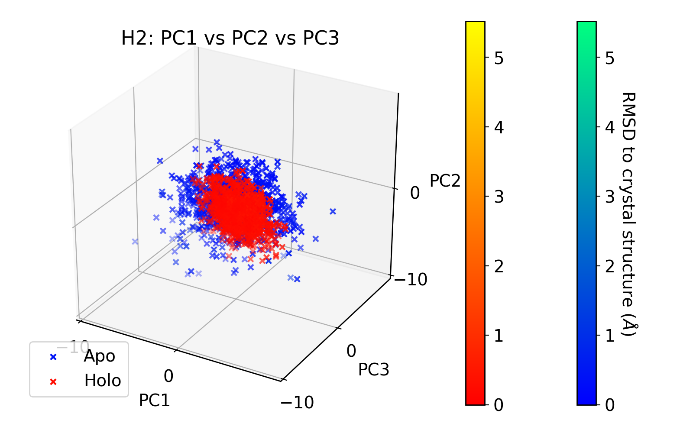 H2: PC1 vs PC2 vs PC3
0
PC2
−10
0
PC3
−10
0
−10
PC1
Apo
Holo
5
4
3
2
1
0
5
4
3
2
1
0
RMSD to crystal structure (Å)